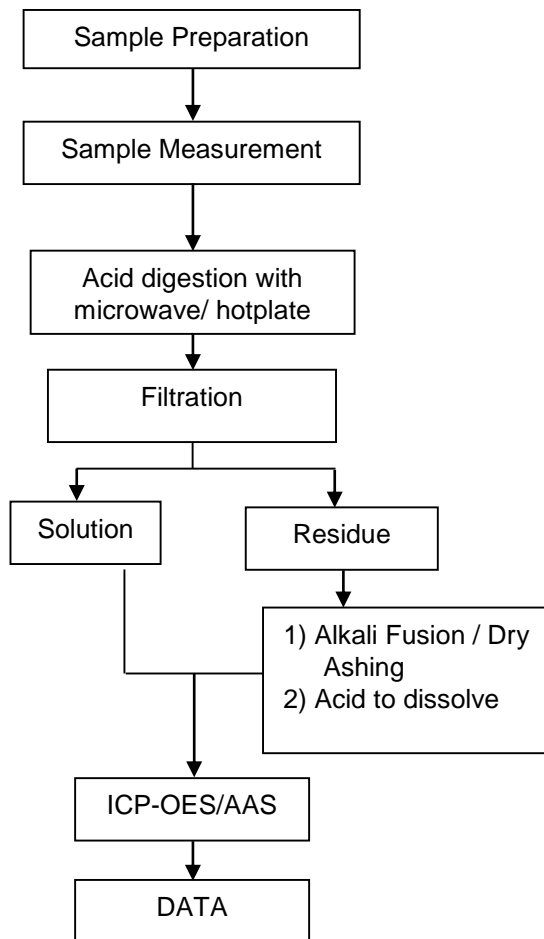 Sample Preparation
Sample Measurement
Acid digestion with
microwave/ hotplate
Filtration
Solution
Residue
1) Alkali Fusion / Dry
Ashing
2) Acid to dissolve
ICP-OES/AAS
DATA